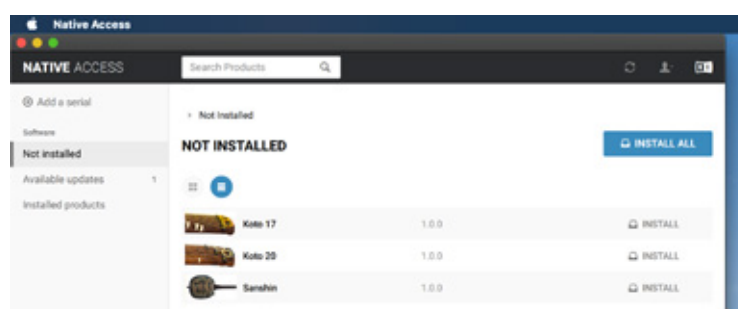 Native Access
NATIVE ACCESS
Search Products
Add a serial
Software
Not installed
Available updates 1
Installed products
› Not Installed
NOT INSTALLED
INSTALL ALL
Koto 17 1.0.0 INSTALL
Koto 20 1.0.0 INSTALL
Sanshin 1.0.0 INSTALL